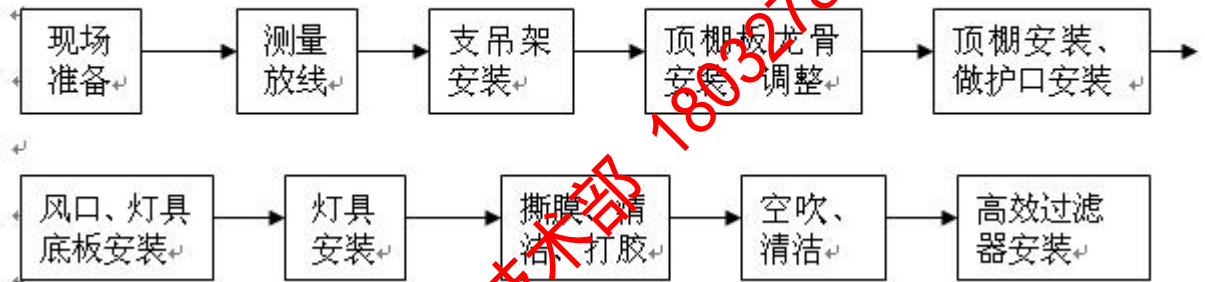 现场
准备
测量
放线
支吊架
安装
顶棚板龙骨
安装 调整
顶棚安装、
做护口安装
风口、灯具
底板安装
灯具
安装
撕膜、清
洁、打胶
空吹、
清洁
高效过滤
器安装
术部 180327